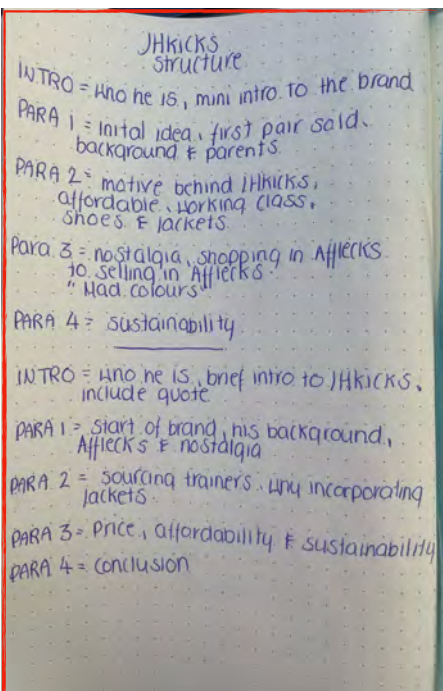 JHKICKS
structure
INTRO = who he is, mini intro to the brand
PARA 1 = inital idea, first pair sold.
background & parents
PARA 2 = motive behind JHKICKS,
affordable, working class,
shoes & jackets
Para 3 = nostalgia, shopping in Afflecks
to selling in Afflecks.
"Mad colours"
PARA 4 = sustainability
INTRO = who he is, brief intro to JHKICKS,
include quote
PARA 1 = start of brand, his background,
Afflecks & nostalgia
PARA 2 = sourcing trainers. why incorporating
jackets.
PARA 3 = Price, affordability & sustainability
PARA 4 = conclusion